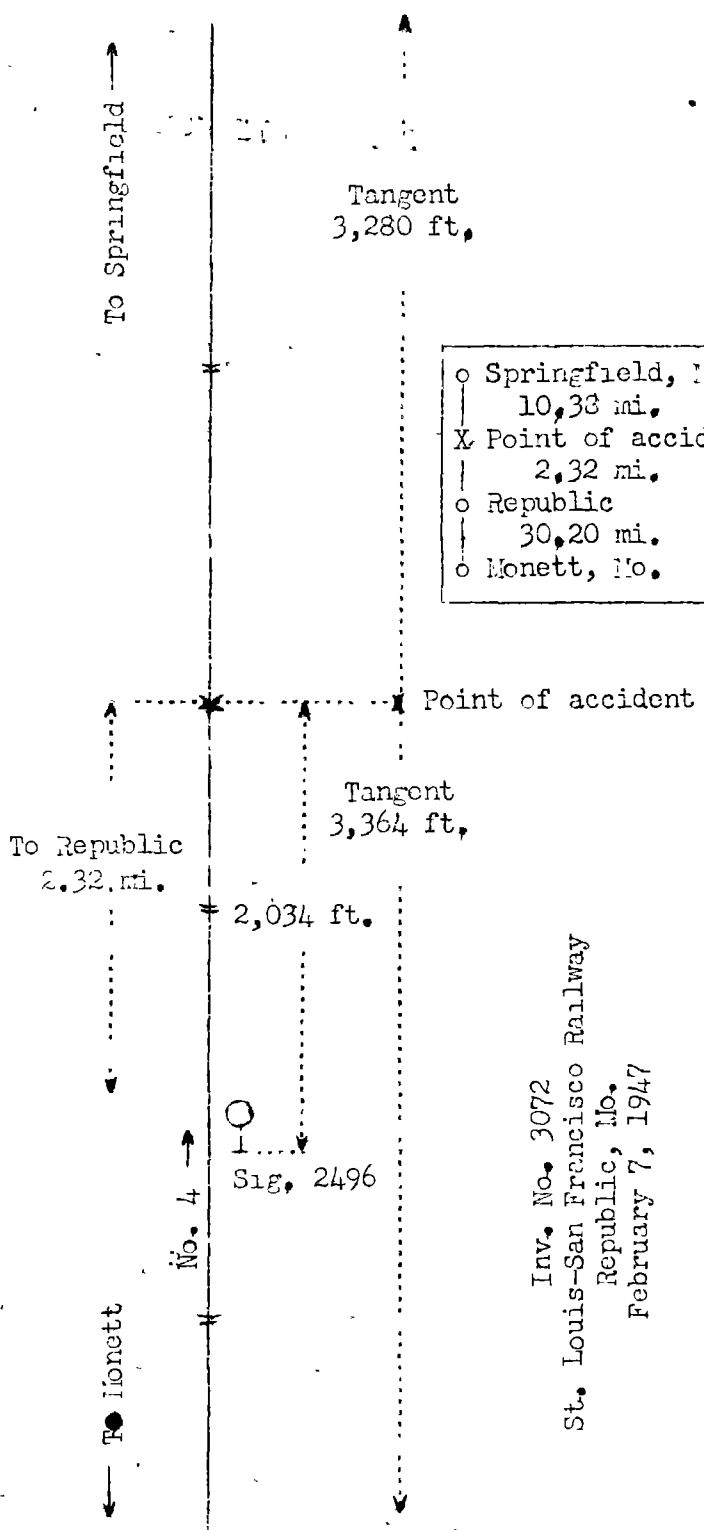 To Springfield
Tangent
3,280 ft.
Springfield,
10.38 mi.
X Point of accid
2.32 mi.
Republic
30.20 mi.
Monett, Mo.
Point of accident
Tangent
3,364 ft.
To Republic
2.32 mi.
2,034 ft.
Sig. 2496
No. 4
To Monett
Inv. No. 3072
St. Louis-San Francisco Railway
Republic, Mo.
February 7, 1947